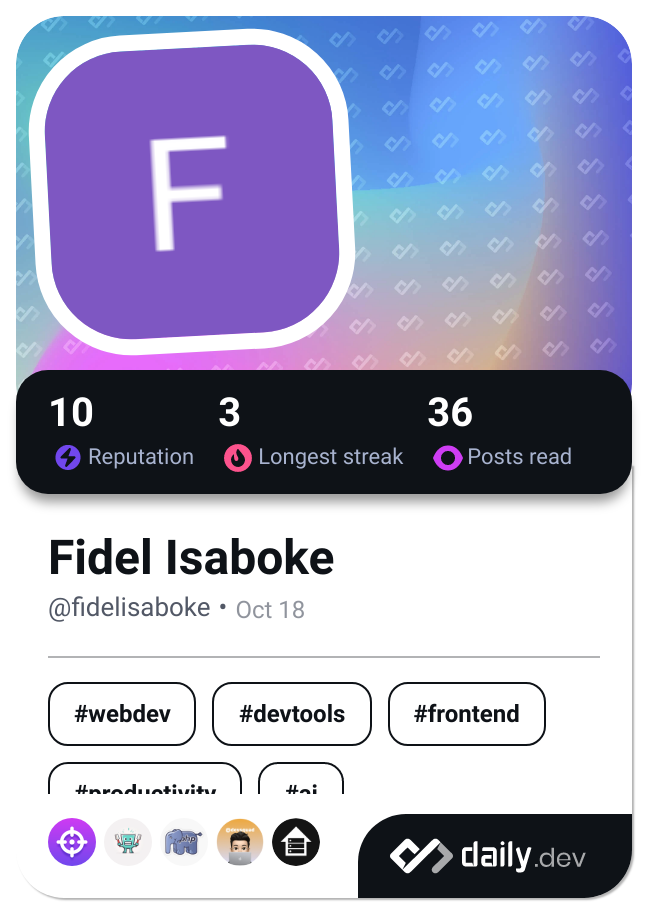 F
10 3 36
Reputation Longest streak Posts read
Fidel Isaboke
@fidelisaboke • Oct 18
#webdev #devtools #frontend
#productivity #ai
php
daily.dev